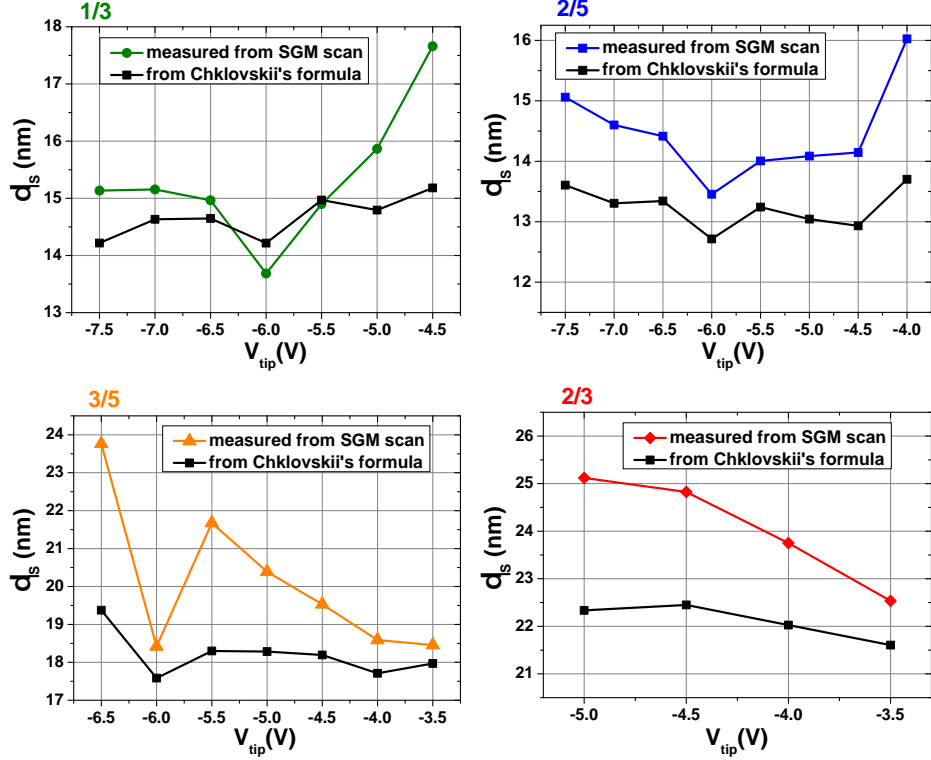 1/3
measured from SGM scan
from Chklovskii's formula
d_ls (nm)
18
17
16
15
14
13
-7.5 -7.0 -6.5 -6.0 -5.5 -5.0 -4.5
V_tip(V)
2/5
measured from SGM scan
from Chklovskii's formula
d_ls (nm)
16
15
14
13
12
-7.5 -7.0 -6.5 -6.0 -5.5 -5.0 -4.5 -4.0
V_tip(V)
3/5
measured from SGM scan
from Chklovskii's formula
d_ls (nm)
24
23
22
21
20
19
18
17
-6.5 -6.0 -5.5 -5.0 -4.5 -4.0 -3.5
V_tip(V)
2/3
measured from SGM scan
from Chklovskii's formula
d_ls (nm)
26
25
24
23
22
21
-5.0 -4.5 -4.0 -3.5
V_tip(V)